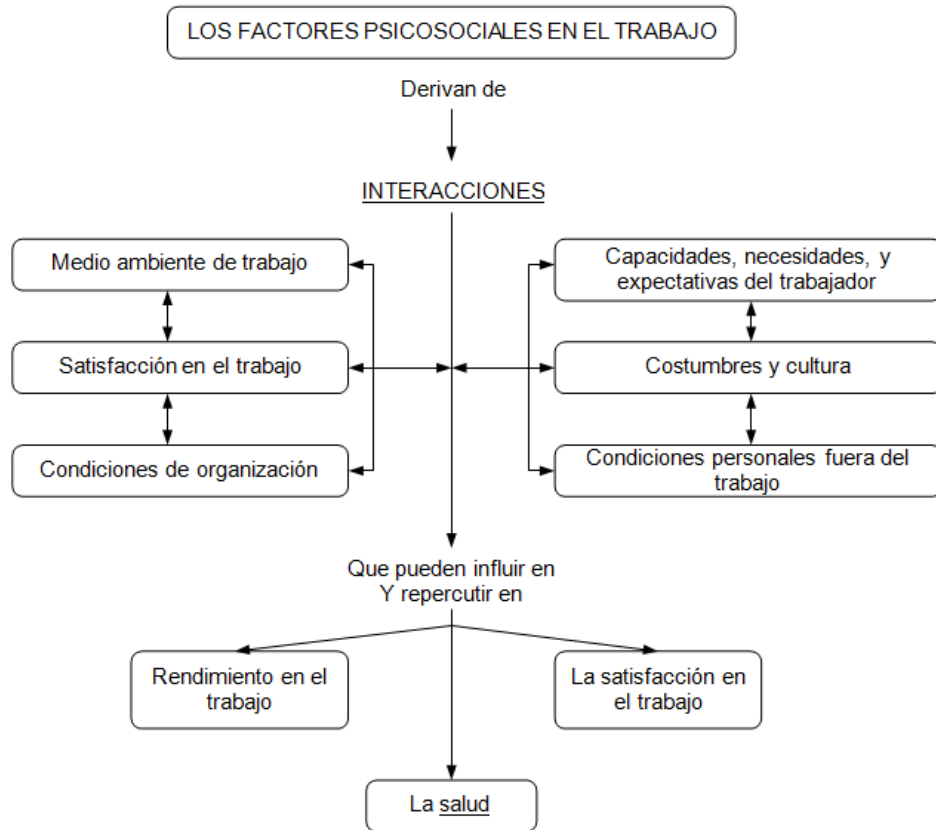 LOS FACTORES PSICOSOCIALES EN EL TRABAJO
Derivan de
INTERACCIONES
Medio ambiente de trabajo
Satisfacción en el trabajo
Condiciones de organización
Capacidades, necesidades, y
expectativas del trabajador
Costumbres y cultura
Condiciones personales fuera del
trabajo
Que pueden influir en
Y repercutir en
Rendimiento en el
trabajo
La satisfacción en
el trabajo
La salud